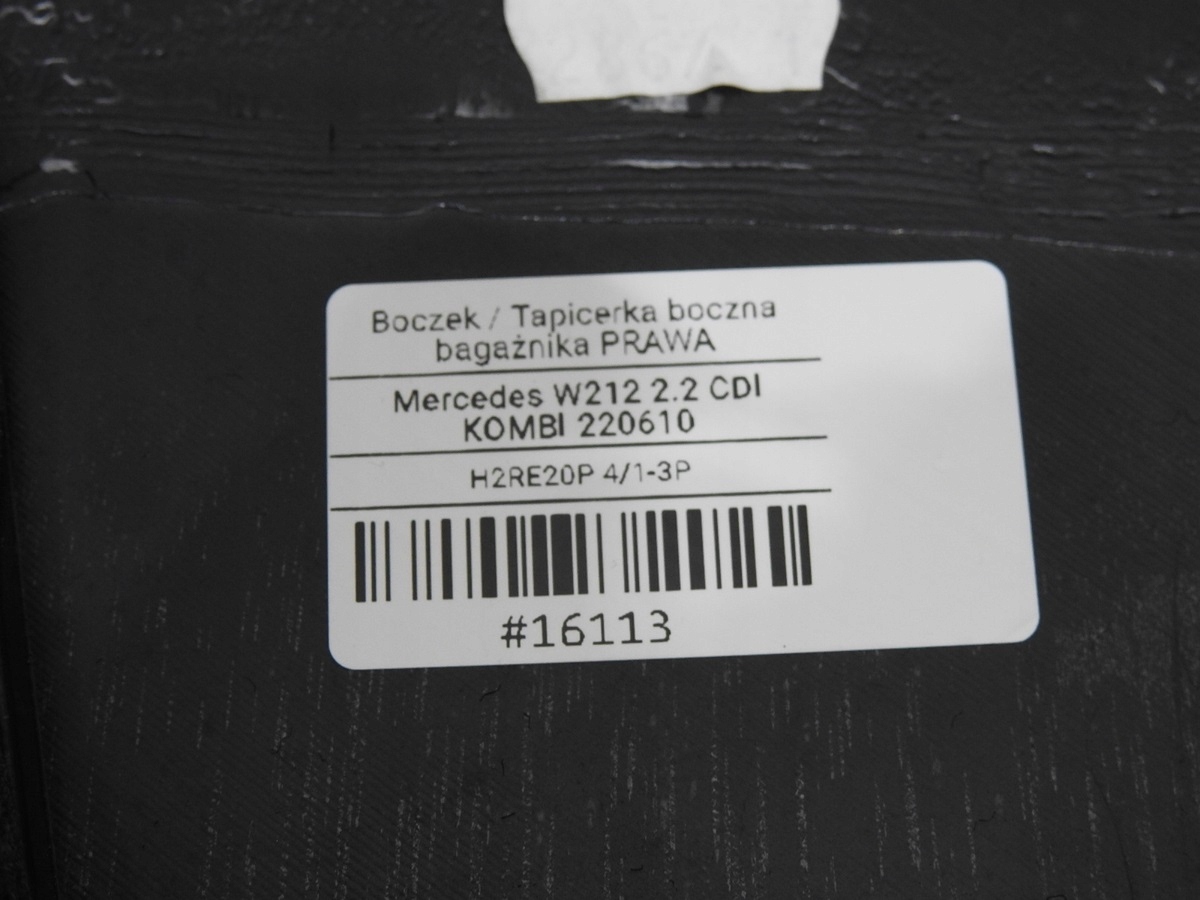 Boczek / Tapicerka boczna
bagażnika PRAWA
Mercedes W212 2.2 CDI
KOMBI 220610
H2RE20P 4/1-3P
#16113